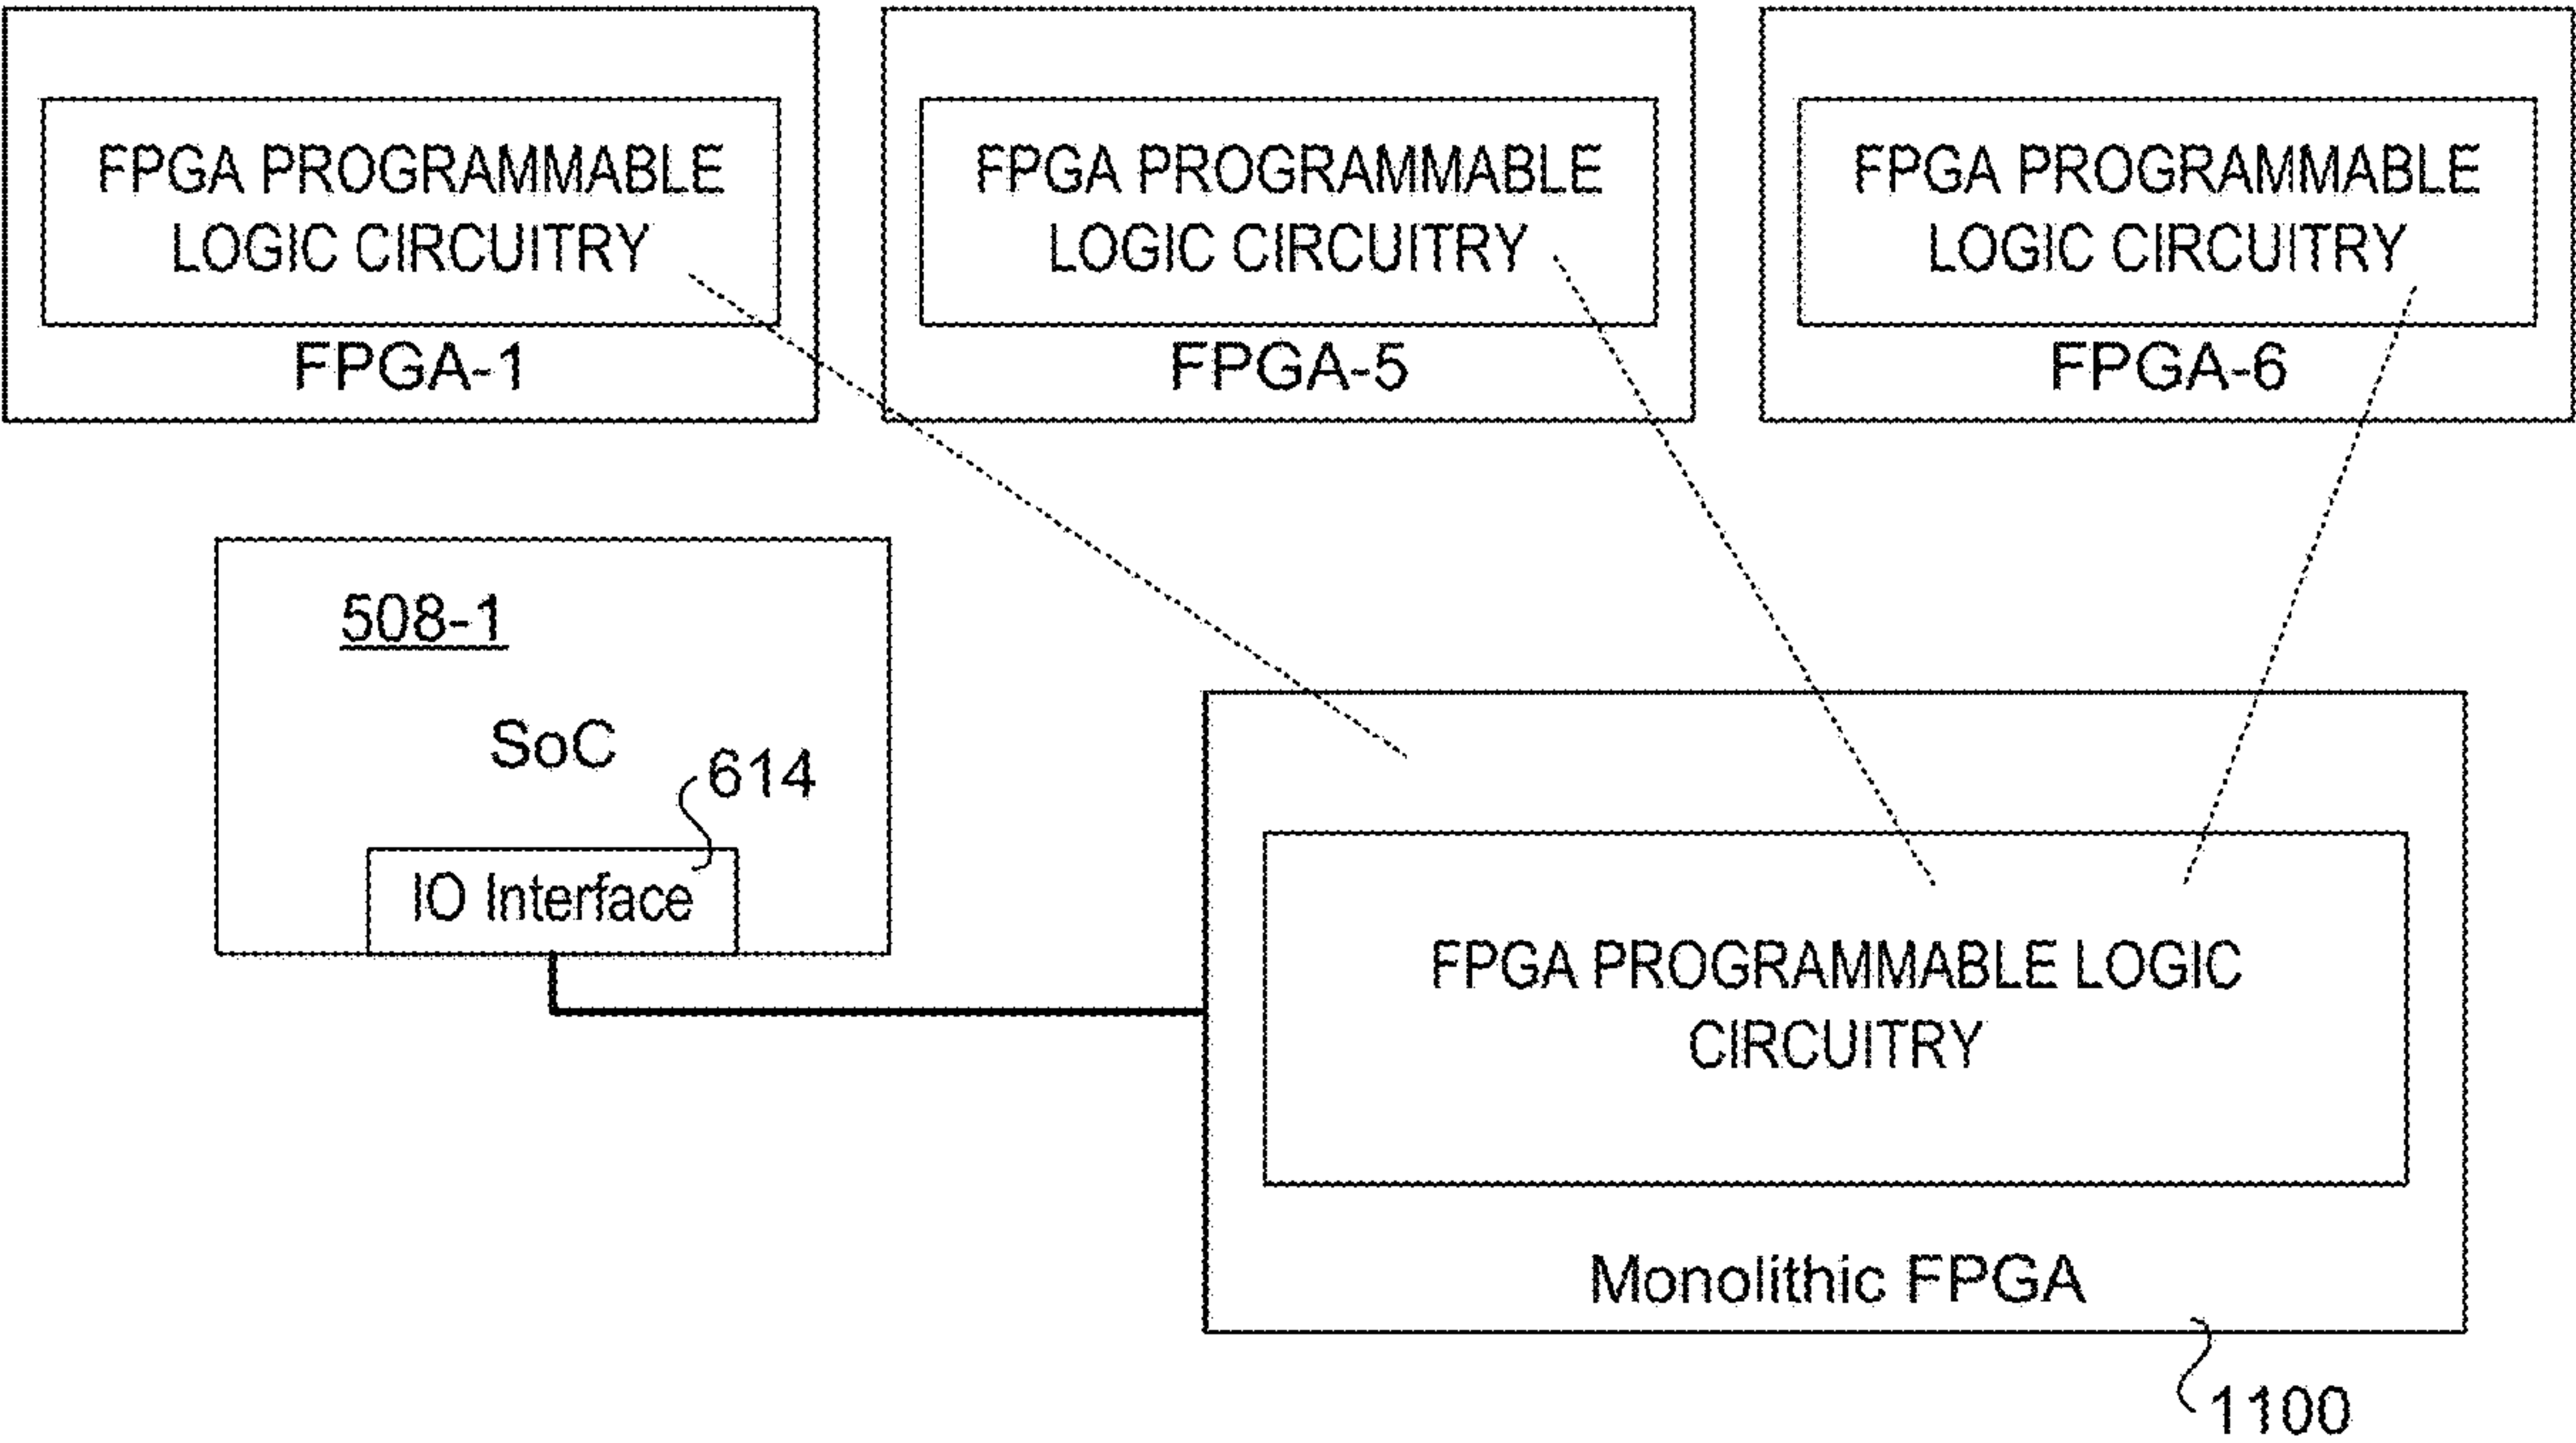 FPGA PROGRAMMABLE
LOGIC CIRCUITRY
FPGA-1
FPGA PROGRAMMABLE
LOGIC CIRCUITRY
FPGA-5
FPGA PROGRAMMABLE
LOGIC CIRCUITRY
FPGA-6
508-1
SoC
614
IO Interface
FPGA PROGRAMMABLE LOGIC
CIRCUITRY
Monolithic FPGA
1100